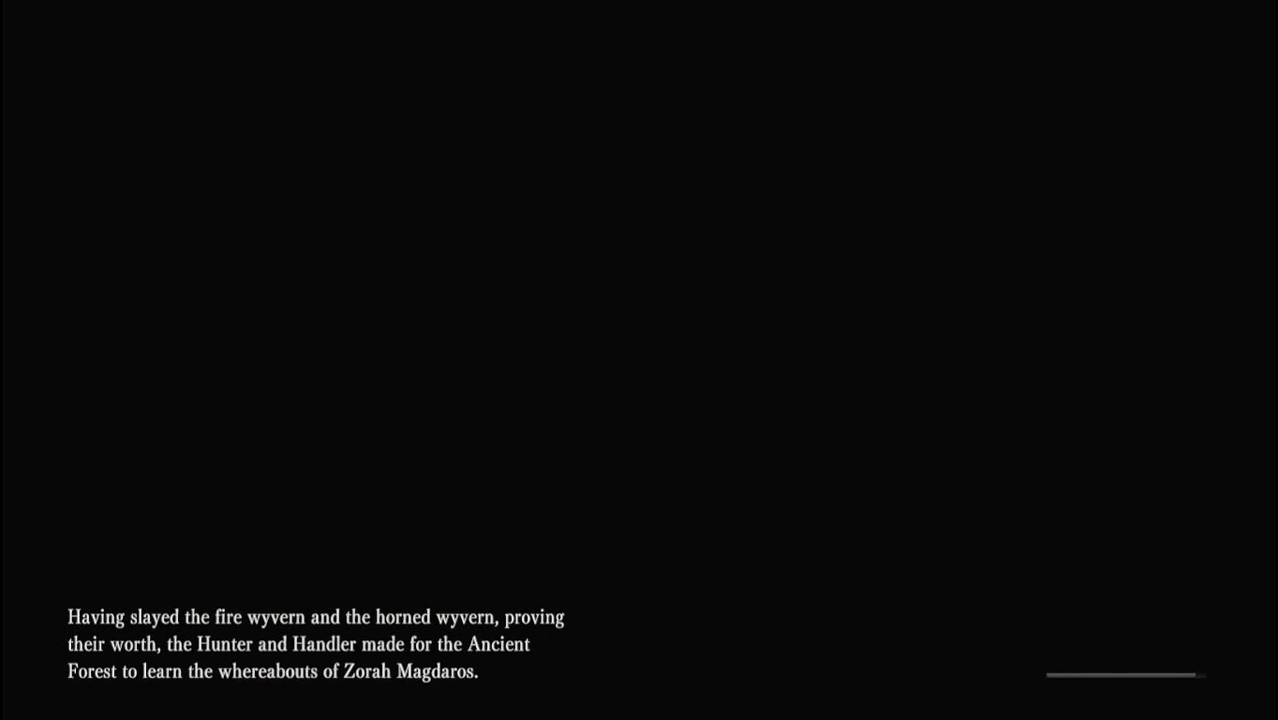 Having slayed the fire wyvern and the horned wyvern, proving
their worth, the Hunter and Handler made for the Ancient
Forest to learn the whereabouts of Zorah Magdaros.